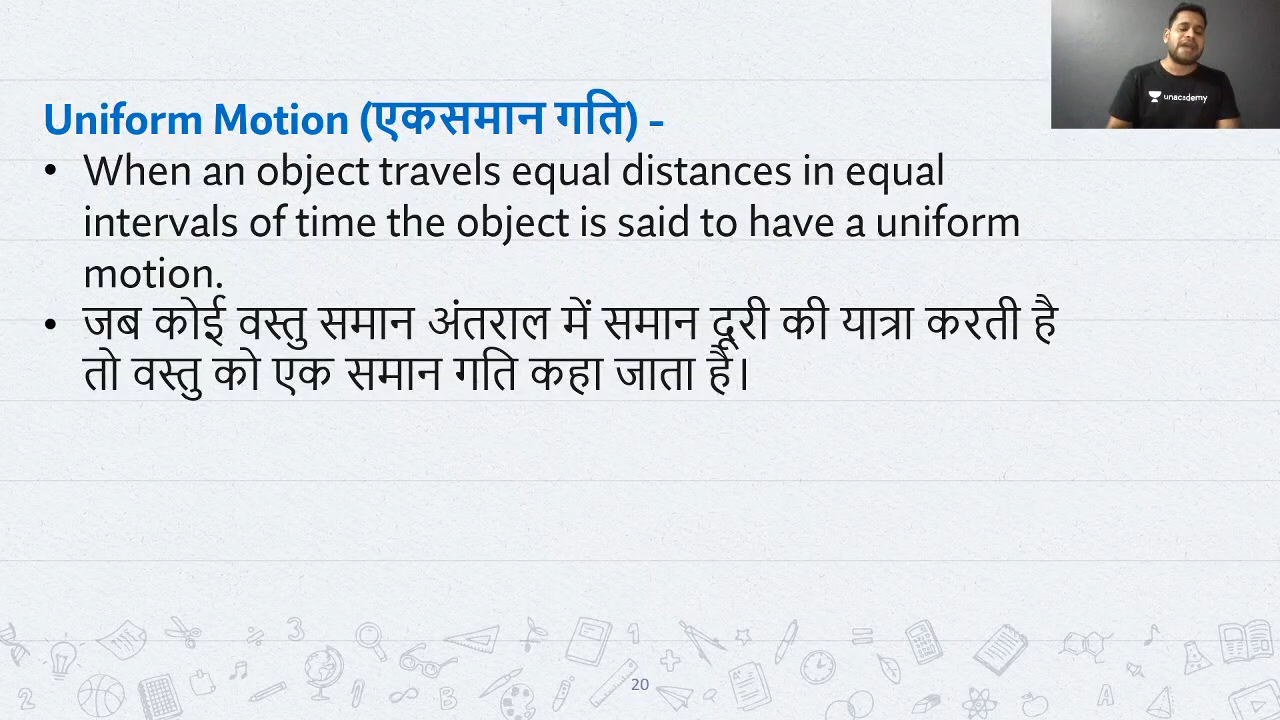 Uniform Motion (एकसमान गति) -
• When an object travels equal distances in equal
intervals of time the object is said to have a uniform
motion.
• जब कोई वस्तु समान अंतराल में समान दूरी की यात्रा करती है
तो वस्तु को एक समान गति कहा जाता है।
unacademy
20